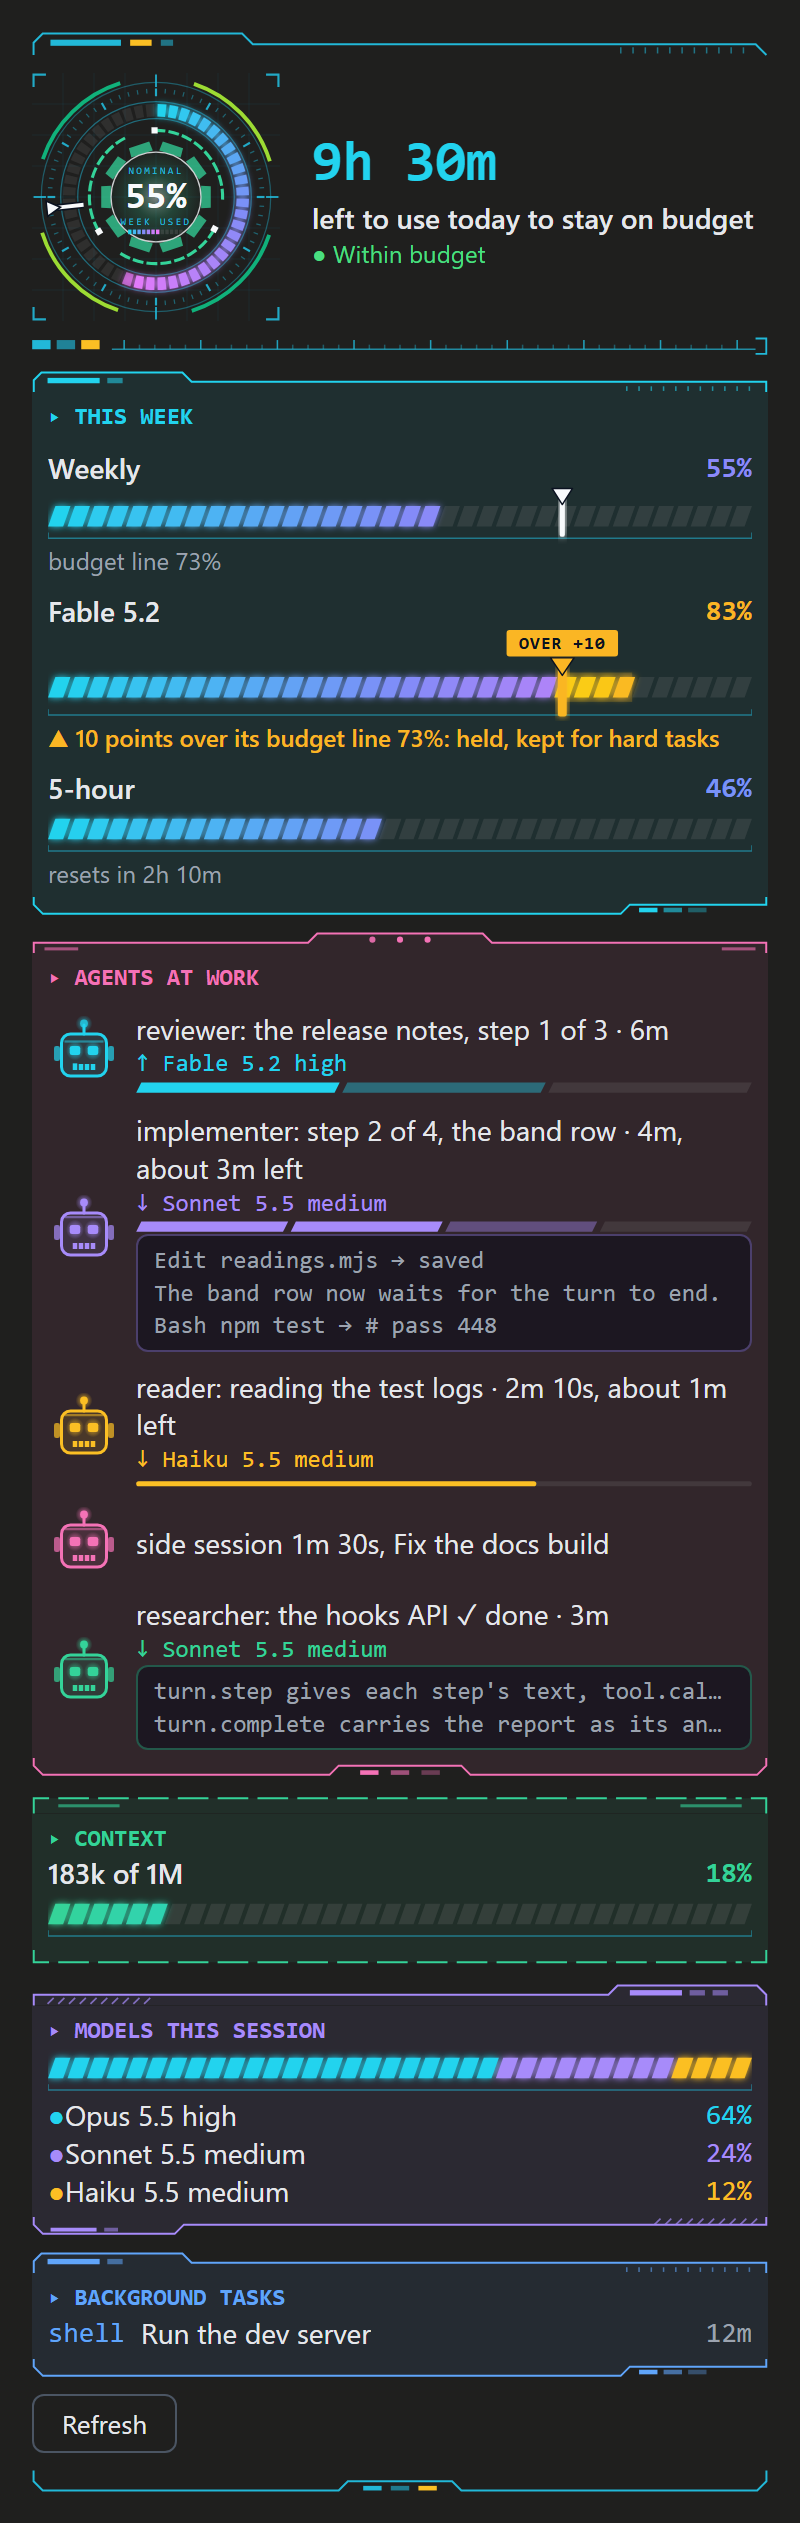 NOMINAL
55%
WEEK USED
9h 30m
left to use today to stay on budget
● Within budget
▸ THIS WEEK
Weekly 55%
budget line 73%
Fable 5.2 83%
OVER +10
▲ 10 points over its budget line 73%: held, kept for hard tasks
5-hour 46%
resets in 2h 10m
▸ AGENTS AT WORK
reviewer: the release notes, step 1 of 3 · 6m
↑ Fable 5.2 high
implementer: step 2 of 4, the band row · 4m,
about 3m left
↓ Sonnet 5.5 medium
Edit readings.mjs → saved
The band row now waits for the turn to end.
Bash npm test → # pass 448
reader: reading the test logs · 2m 10s, about 1m
left
↓ Haiku 5.5 medium
side session 1m 30s, Fix the docs build
researcher: the hooks API ✓ done · 3m
↓ Sonnet 5.5 medium
turn.step gives each step's text, tool.cal…
turn.complete carries the report as its an…
▸ CONTEXT
183k of 1M 18%
▸ MODELS THIS SESSION
●Opus 5.5 high 64%
●Sonnet 5.5 medium 24%
●Haiku 5.5 medium 12%
▸ BACKGROUND TASKS
shell Run the dev server 12m
Refresh